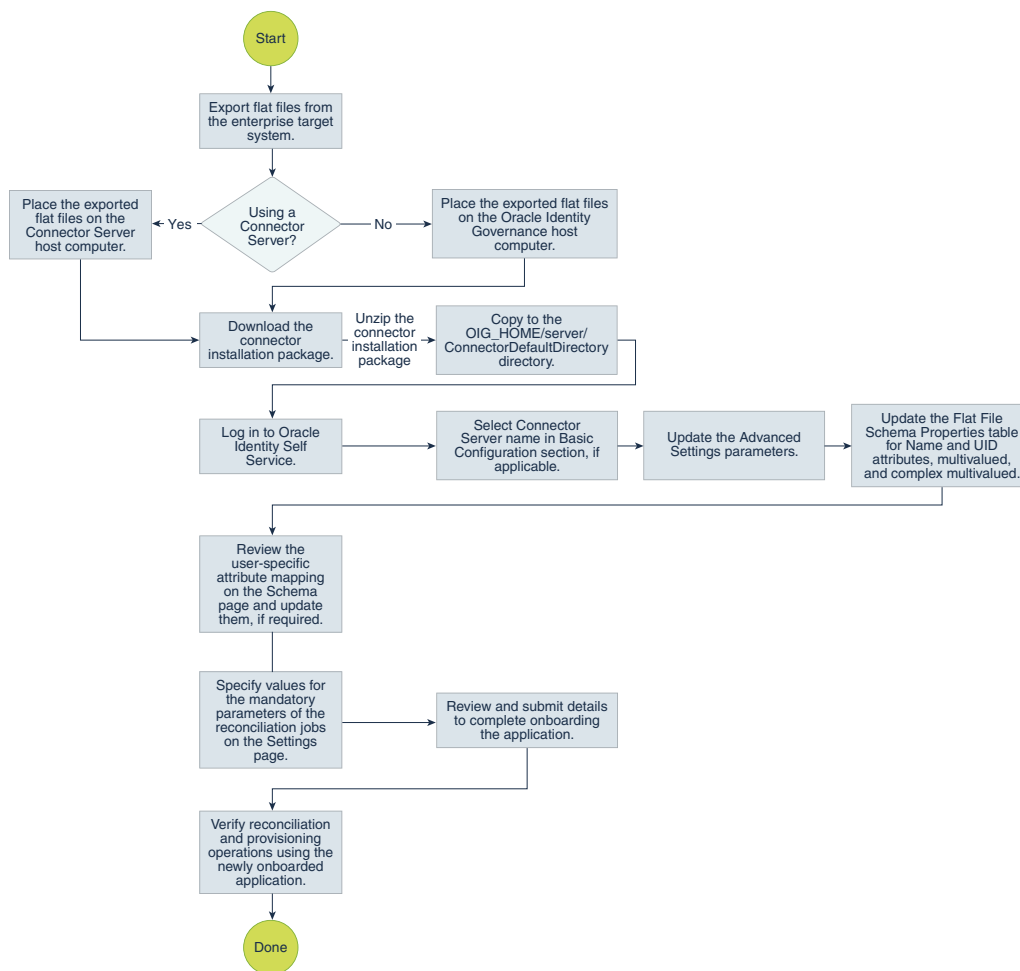 Start
Export flat files from
the enterprise target
system.
Using a
Connector
Server?
Yes
Place the exported
flat files on the
Connector Server
host computer.
No
Place the exported flat files
on the Oracle Identity
Governance host
computer.
Download the
connector
installation package.
Unzip the
connector
installation
package
Copy to the
OIG_HOME/server/
ConnectorDefaultDirectory
directory.
Log in to Oracle
Identity Self
Service.
Select Connector
Server name in Basic
Configuration section, if
applicable.
Update the Advanced
Settings parameters.
Update the Flat File
Schema Properties table
for Name and UID
attributes, multivalued,
and complex multivalued.
Review the
user-specific
attribute mapping
on the Schema
page and update
them, if required.
Specify values for
the mandatory
parameters of the
reconciliation jobs
on the Settings
page.
Review and submit details
to complete onboarding
the application.
Verify reconciliation
and provisioning
operations using the
newly onboarded
application.
Done